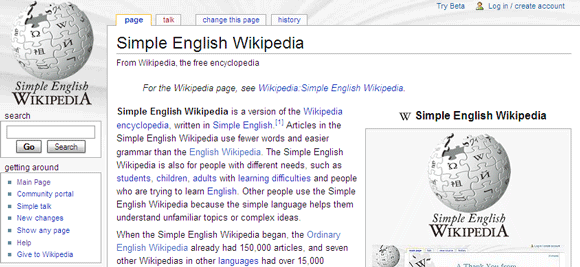 Try Beta
Log in / create account
page
talk
change this page
history
Simple English
WIKIPEDIA
search
Go
Search
getting around
Main Page
Community portal
Simple talk
New changes
Show any page
Help
Give to Wikipedia
Simple English Wikipedia
From Wikipedia, the free encyclopedia
For the Wikipedia page, see Wikipedia:Simple English Wikipedia.
Simple English Wikipedia is a version of the Wikipedia
encyclopedia, written in Simple English.[1] Articles in the
Simple English Wikipedia use fewer words and easier
grammar than the English Wikipedia. The Simple English
Wikipedia is also for people with different needs, such as
students, children, adults with learning difficulties and people
who are trying to learn English. Other people use the Simple
English Wikipedia because the simple language helps them
understand unfamiliar topics or complex ideas.
When the Simple English Wikipedia began, the Ordinary
English Wikipedia already had 150,000 articles, and seven
other Wikipedias in other languages had over 15,000
W Simple English Wikipedia
Simple English
WIKIPEDIA
A Thank You from